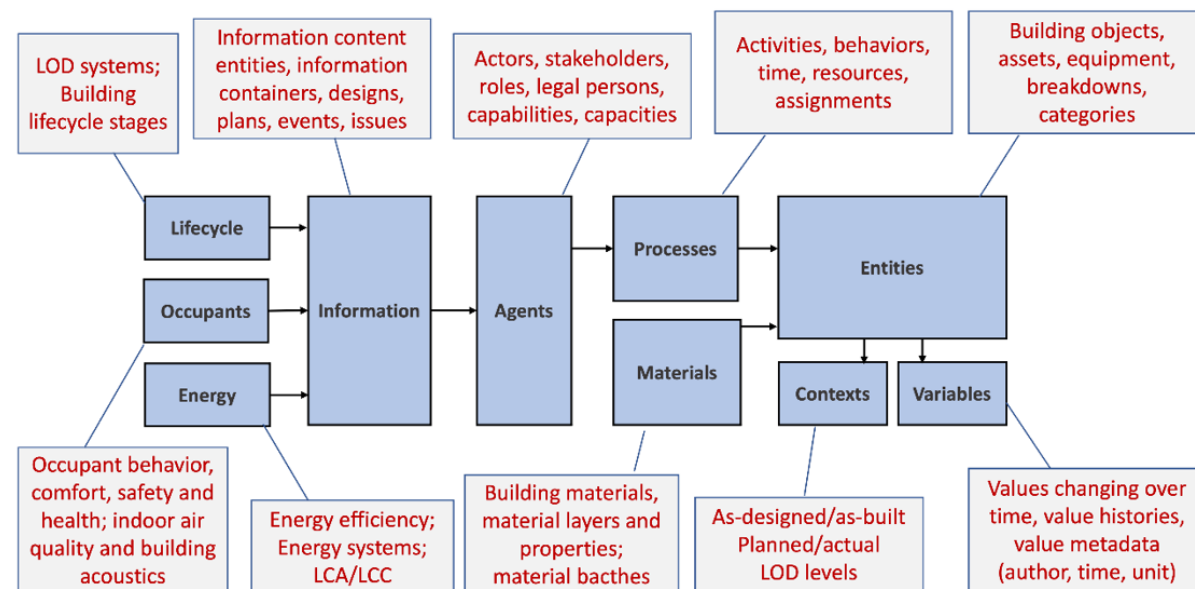 LOD systems;
Building
lifecycle stages
Information content
entities, information
containers, designs,
plans, events, issues
Actors, stakeholders,
roles, legal persons,
capabilities, capacities
Activities, behaviors,
time, resources,
assignments
Building objects,
assets, equipment,
breakdowns,
categories
Lifecycle
Occupants
Energy
Information
Agents
Processes
Materials
Entities
Contexts
Variables
Occupant behavior,
comfort, safety and
health; indoor air
quality and building
acoustics
Energy efficiency;
Energy systems;
LCA/LCC
Building materials,
material layers and
properties;
material bacthes
As-designed/as-built
Planned/actual
LOD levels
Values changing over
time, value histories,
value metadata
(author, time, unit)